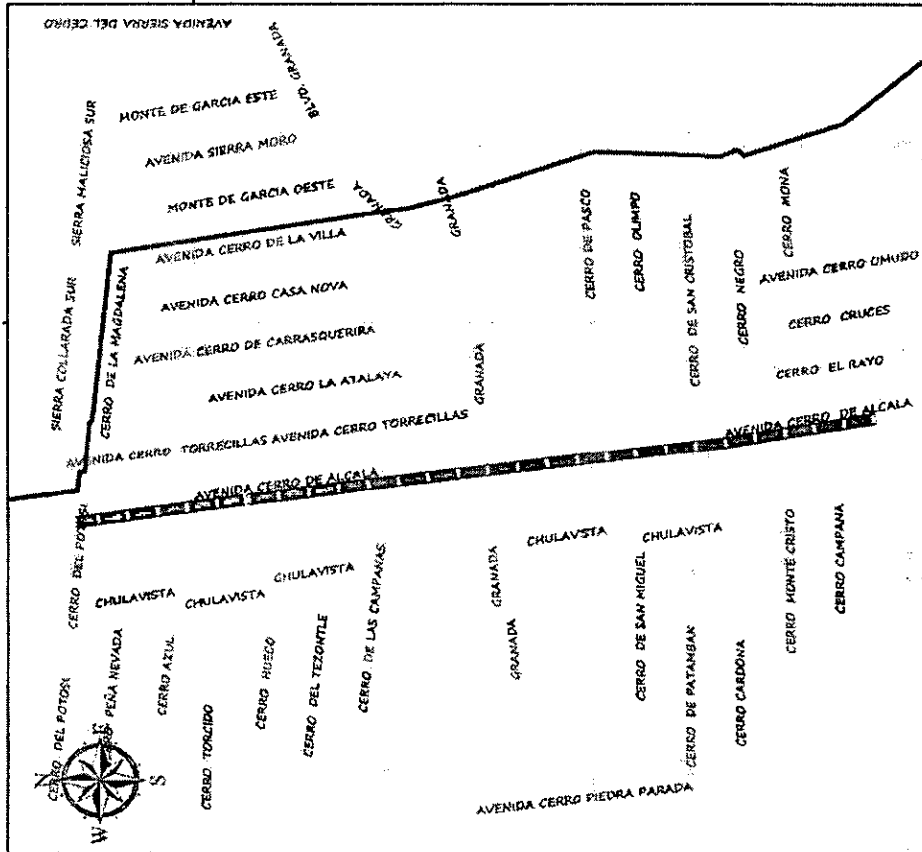 AVENIDA SIERRA DEL CEDRO
BLVD. GRANADA
MONTE DE GARCIA ESTE
SIERRA MALICIOSA SUR
AVENIDA SIERRA MORO
MONTE DE GARCIA OESTE
GRANADA
GRANADA
AVENIDA CERRO DE LA VILLA
CERRO DE PASCO
CERRO OLIMPO
CERRO DE SAN CRISTOBAL
CERRO NEGRO
CERRO MONA
AVENIDA CERRO OMUDO
SIERRA COLLARADA SUR
CERRO DE LA MAGDALENA
AVENIDA CERRO CASA NOVA
CERRO CRUCES
AVENIDA CERRO DE CARRASQUERIRA
GRANADA
CERRO EL RAYO
AVENIDA CERRO LA ATALAYA
AVENIDA CERRO TORRECILLAS AVENIDA CERRO TORRECILLAS
AVENIDA CERRO DE ALCALA
AVENIDA CERRO DE ALCALA
CERRO DEL POTOSI
CHULAVISTA
CHULAVISTA
CHULAVISTA
CHULAVISTA
CHULAVISTA
CERRO DE LAS CAMPANAS
GRANADA
GRANADA
CERRO DE SAN MIGUEL
CERRO MONTE CRISTO
CERRO CAMPANA
CERRO DEL POTOSI
CERRO PEÑA NEVADA
CERRO AZUL
CERRO TORCIDO
CERRO HUECO
CERRO DEL TEZONTLE
CERRO DE PATAMBAN
CERRO CARDONA
AVENIDA CERRO PIEDRA PARADA
N
E
S
W